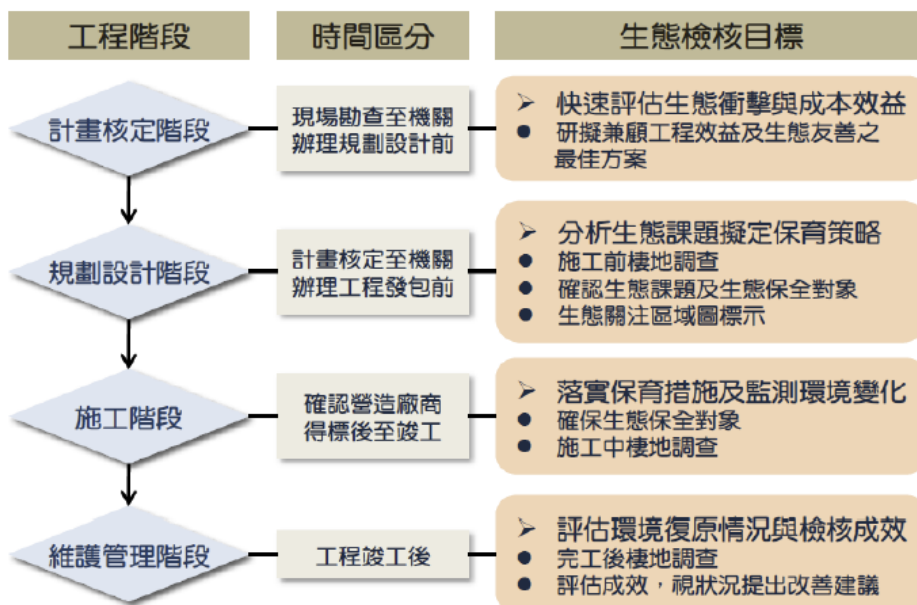 工程階段
時間區分
生態檢核目標
計畫核定階段
現場勘查至機關
辦理規劃設計前
➢ 快速評估生態衝擊與成本效益
● 研擬兼顧工程效益及生態友善之
最佳方案
規劃設計階段
計畫核定至機關
辦理工程發包前
➢ 分析生態課題擬定保育策略
● 施工前棲地調查
● 確認生態課題及生態保全對象
● 生態關注區域圖標示
施工階段
確認營造廠商
得標後至竣工
➢ 落實保育措施及監測環境變化
● 確保生態保全對象
● 施工中棲地調查
維護管理階段
工程竣工後
➢ 評估環境復原情況與檢核成效
● 完工後棲地調查
● 評估成效，視狀況提出改善建議